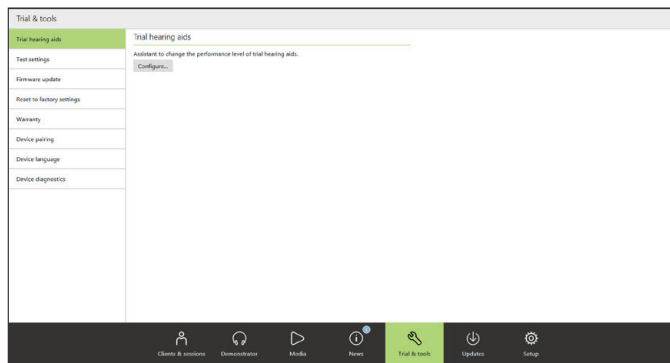 Trial & tools
Trial hearing aids
Test settings
Firmware update
Reset to factory settings
Warranty
Device pairing
Device language
Device diagnostics
Trial hearing aids
Assistant to change the performance level of trial hearing aids.
Configure...
Clients & sessions
Demonstrator
Media
News
Trial & tools
Updates
Setup